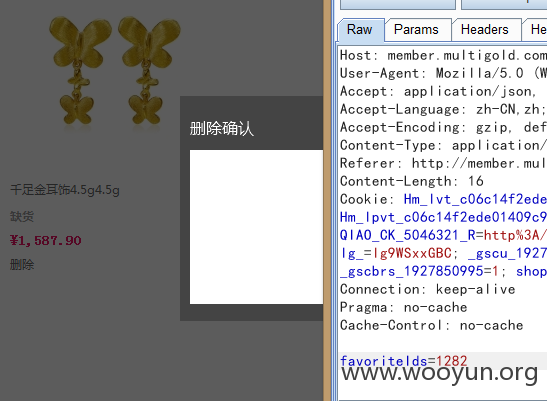 千足金耳饰4.5g4.5g
缺货
¥1,587.90
删除
删除确认
Raw
Params
Headers
He
Host: member.multigold.com
User-Agent: Mozilla/5.0 (W
Accept: application/json,
Accept-Language: zh-CN,zh;
Accept-Encoding: gzip, def
Content-Type: application/
Referer: http://member.mul
Content-Length: 16
Cookie: Hm_lvt_c06c14f2ede
Hm_lpvt_c06c14f2ede01409c9
QIAO_CK_5046321_R=http%3A/
lg_=lg9WSxxGBC; _gscu_1927
_gscbrs_1927850995=1; shop
Connection: keep-alive
Pragma: no-cache
Cache-Control: no-cache
favoriteIds=1282
www.wooyun.org